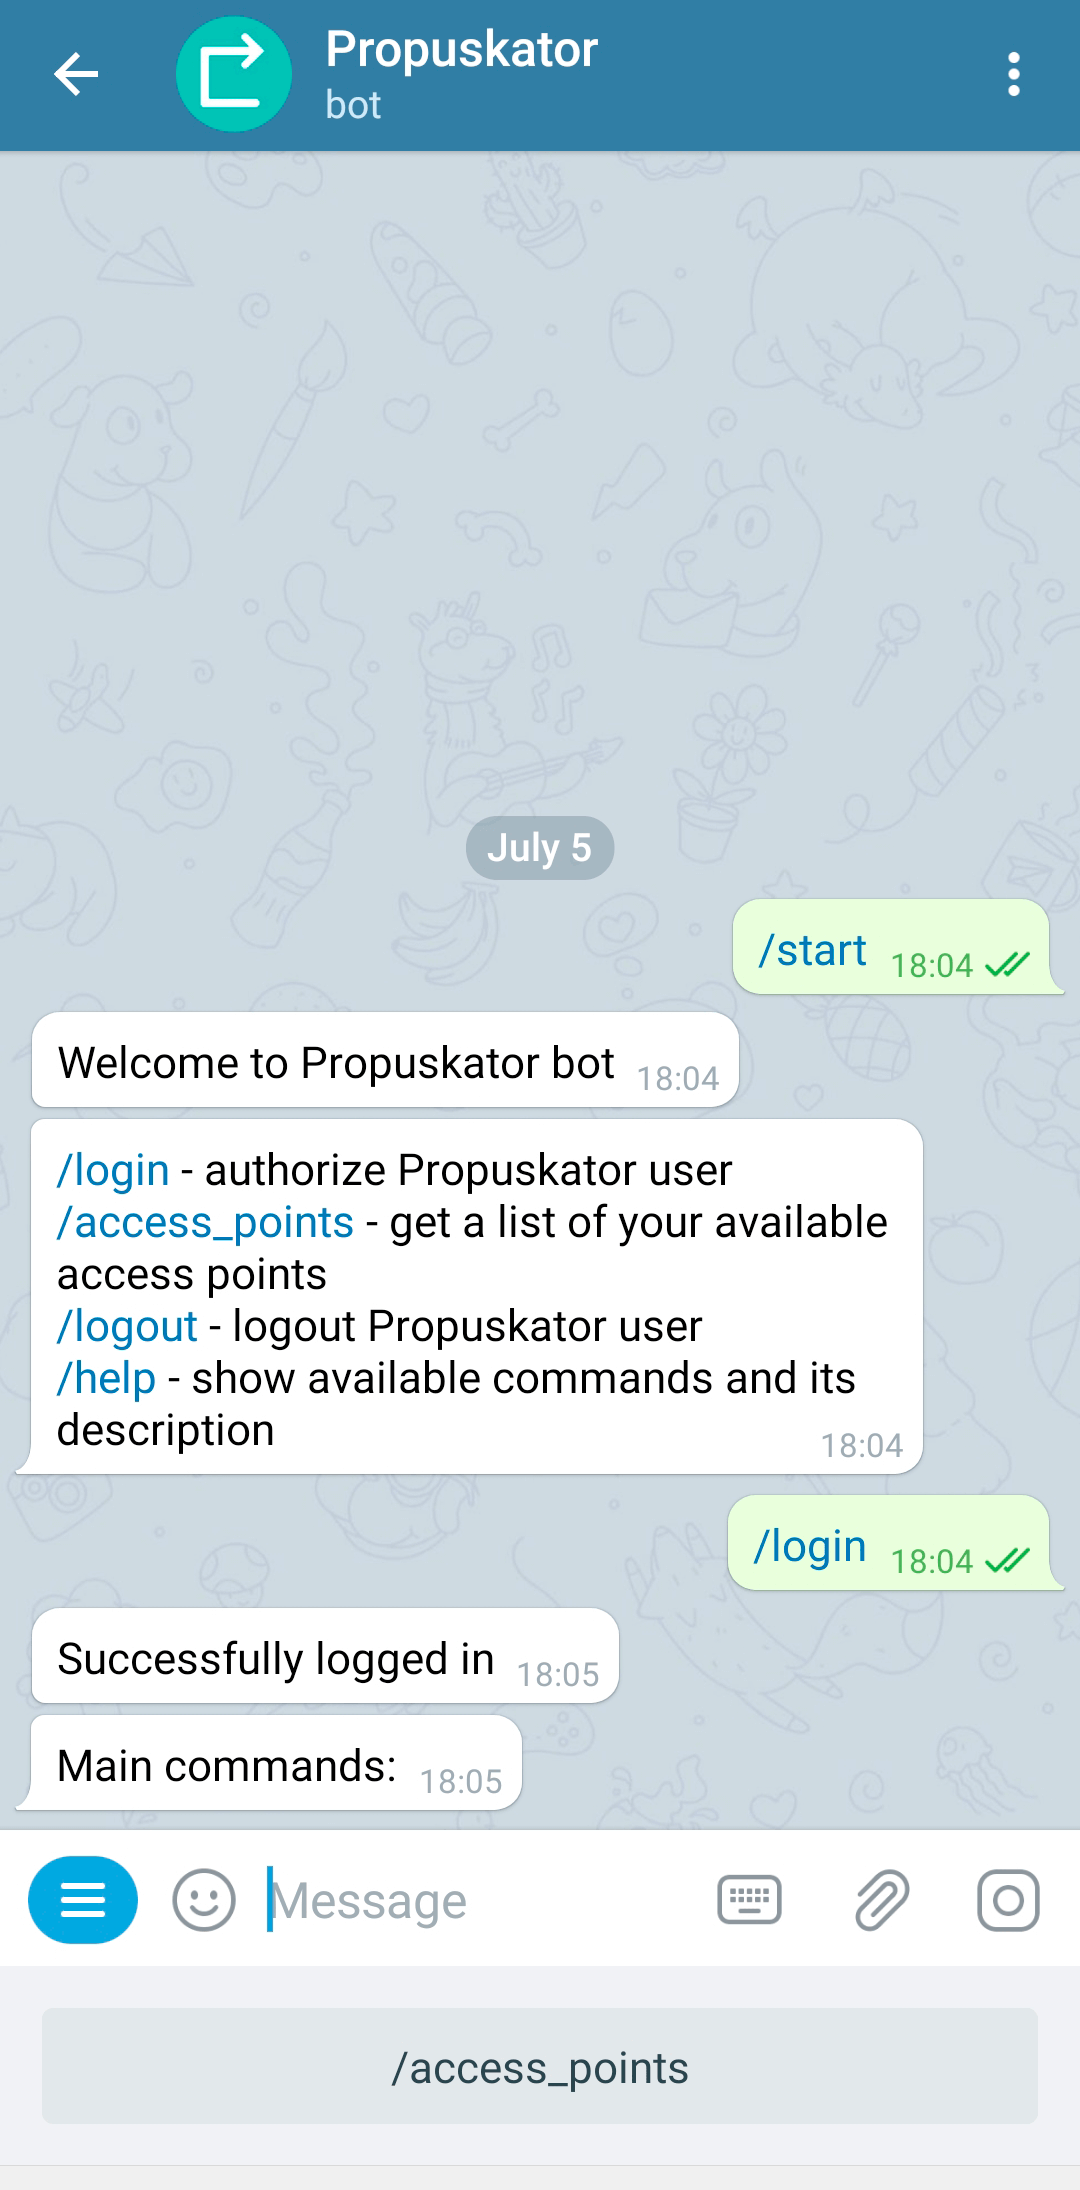 Propuskator
bot
July 5
/start 18:04
Welcome to Propuskator bot 18:04
/login - authorize Propuskator user
/access_points - get a list of your available
access points
/logout - logout Propuskator user
/help - show available commands and its
description 18:04
/login 18:04
Successfully logged in 18:05
Main commands: 18:05
Message
/access_points